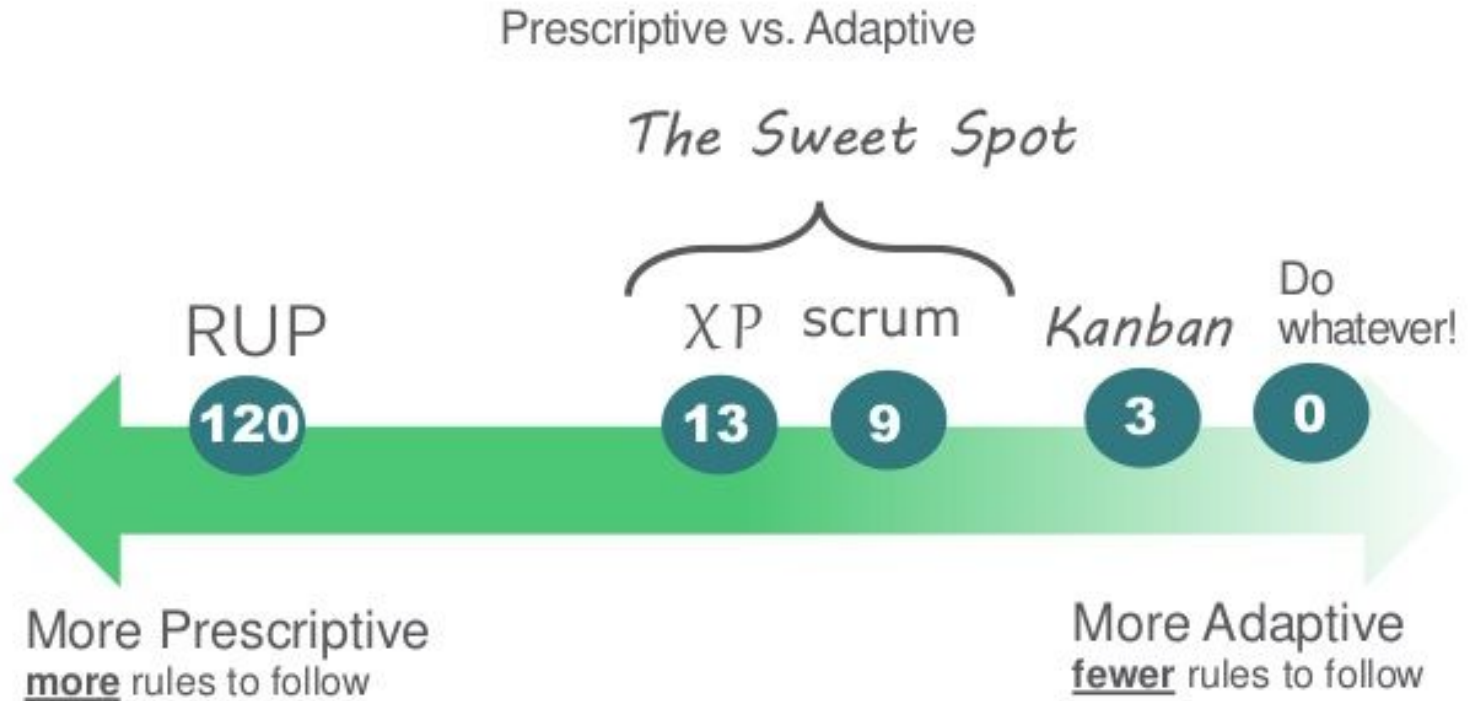 Prescriptive vs. Adaptive
The Sweet Spot
RUP
XP
scrum
Kanban
Do
whatever!
120
13
9
3
0
More Prescriptive
more rules to follow
More Adaptive
fewer rules to follow